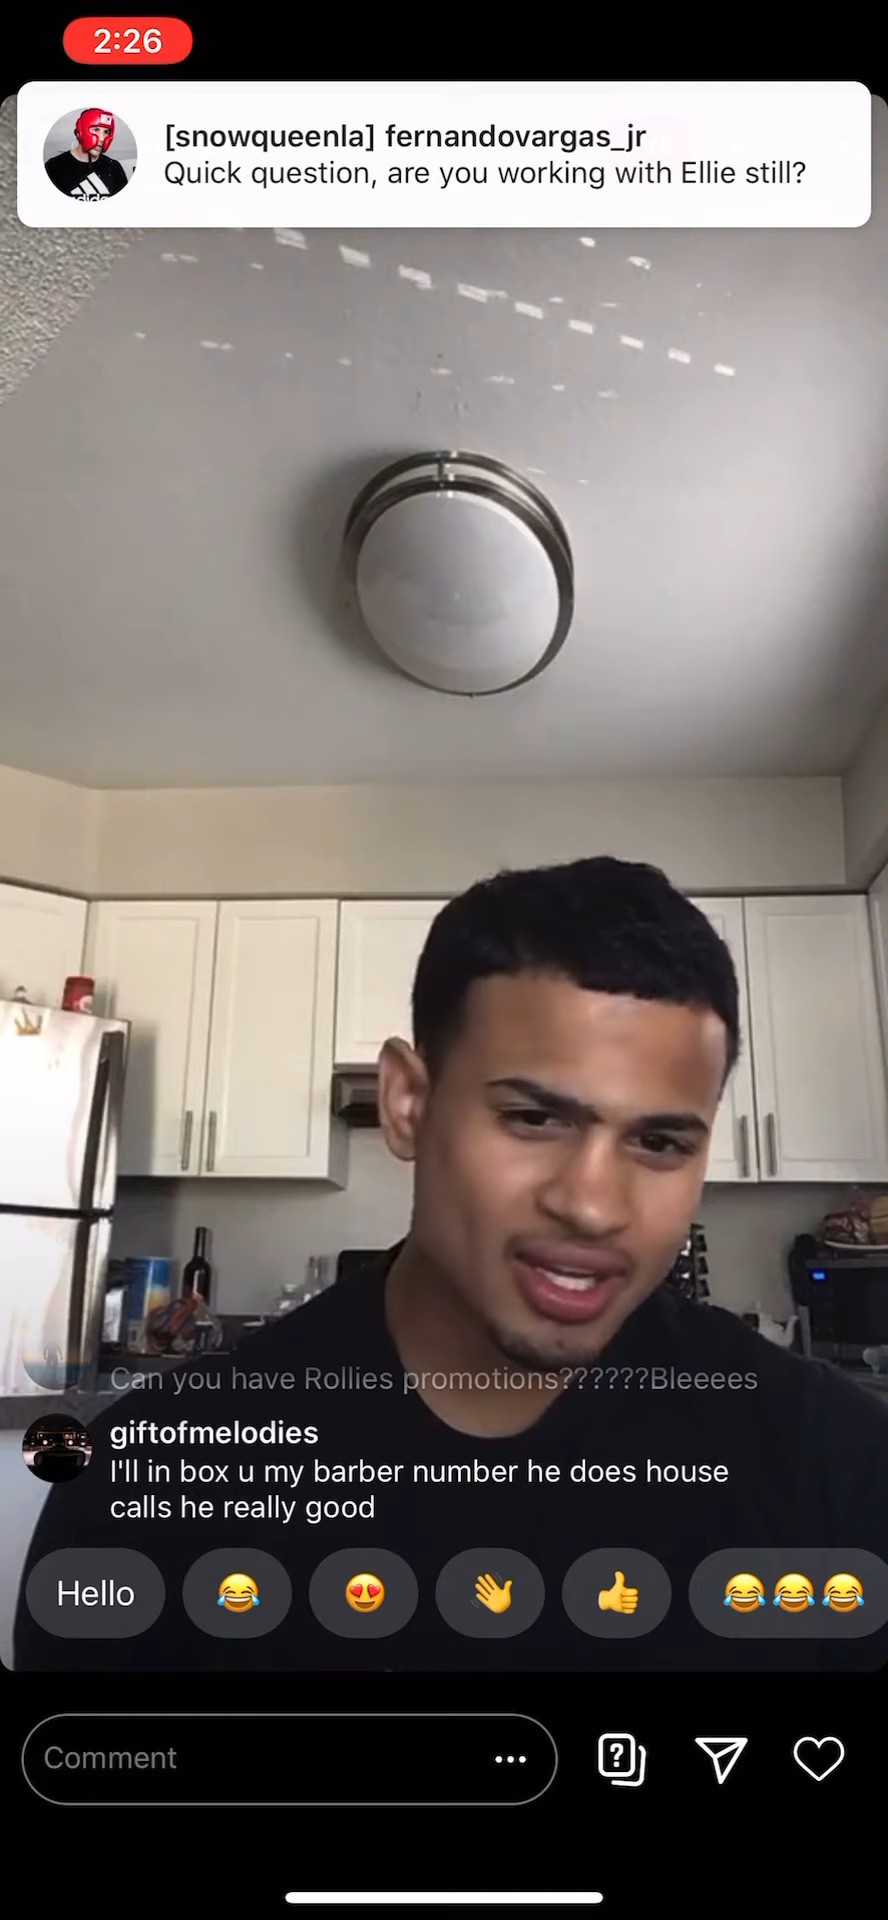 2:26
[snowqueenla] fernandovargas_jr
Quick question, are you working with Ellie still?
adidas
Can you have Rollies promotions??????Bleeees
giftofmelodies
I'll in box u my barber number he does house
calls he really good
Hello
Comment
?